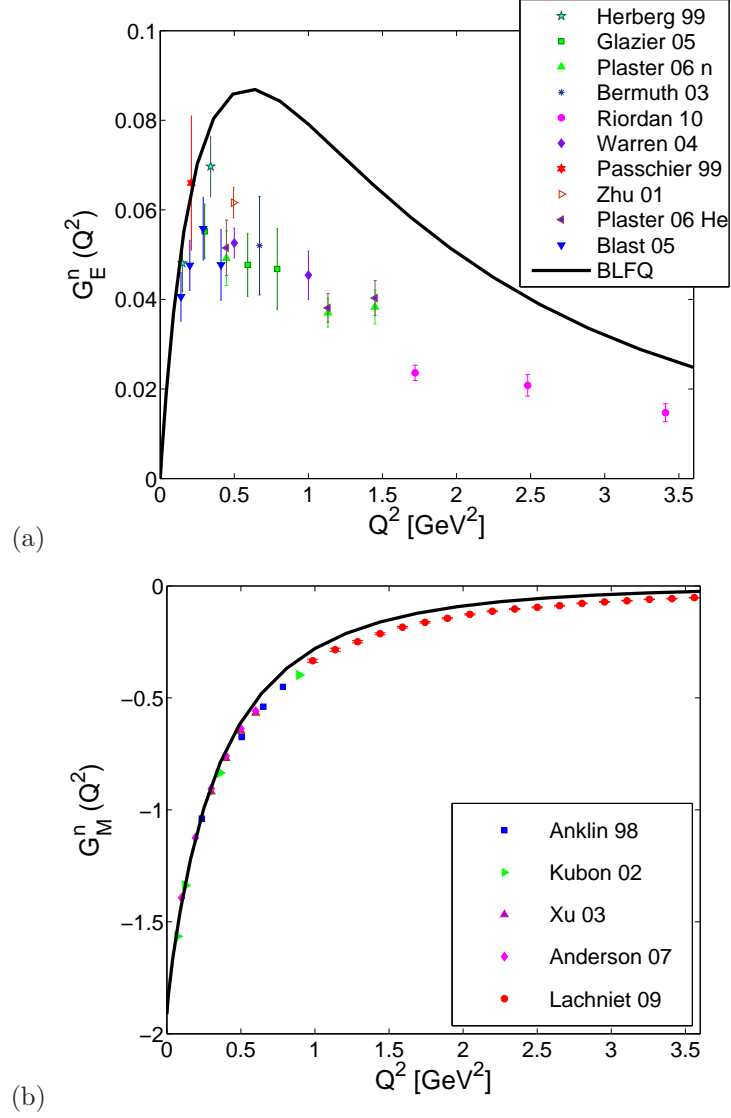 0.1
0.08
0.06
0.04
0.02
0
G_E^n (Q^2)
0 0.5 1 1.5 2 2.5 3 3.5
Q^2 [GeV^2]
Herberg 99
Glazier 05
Plaster 06 n
Bermuth 03
Riordan 10
Warren 04
Passchier 99
Zhu 01
Plaster 06 He
Blast 05
BLFQ
(a)
0
−0.5
−1
−1.5
−2
G_M^n (Q^2)
0 0.5 1 1.5 2 2.5 3 3.5
Q^2 [GeV^2]
Anklin 98
Kubon 02
Xu 03
Anderson 07
Lachniet 09
(b)